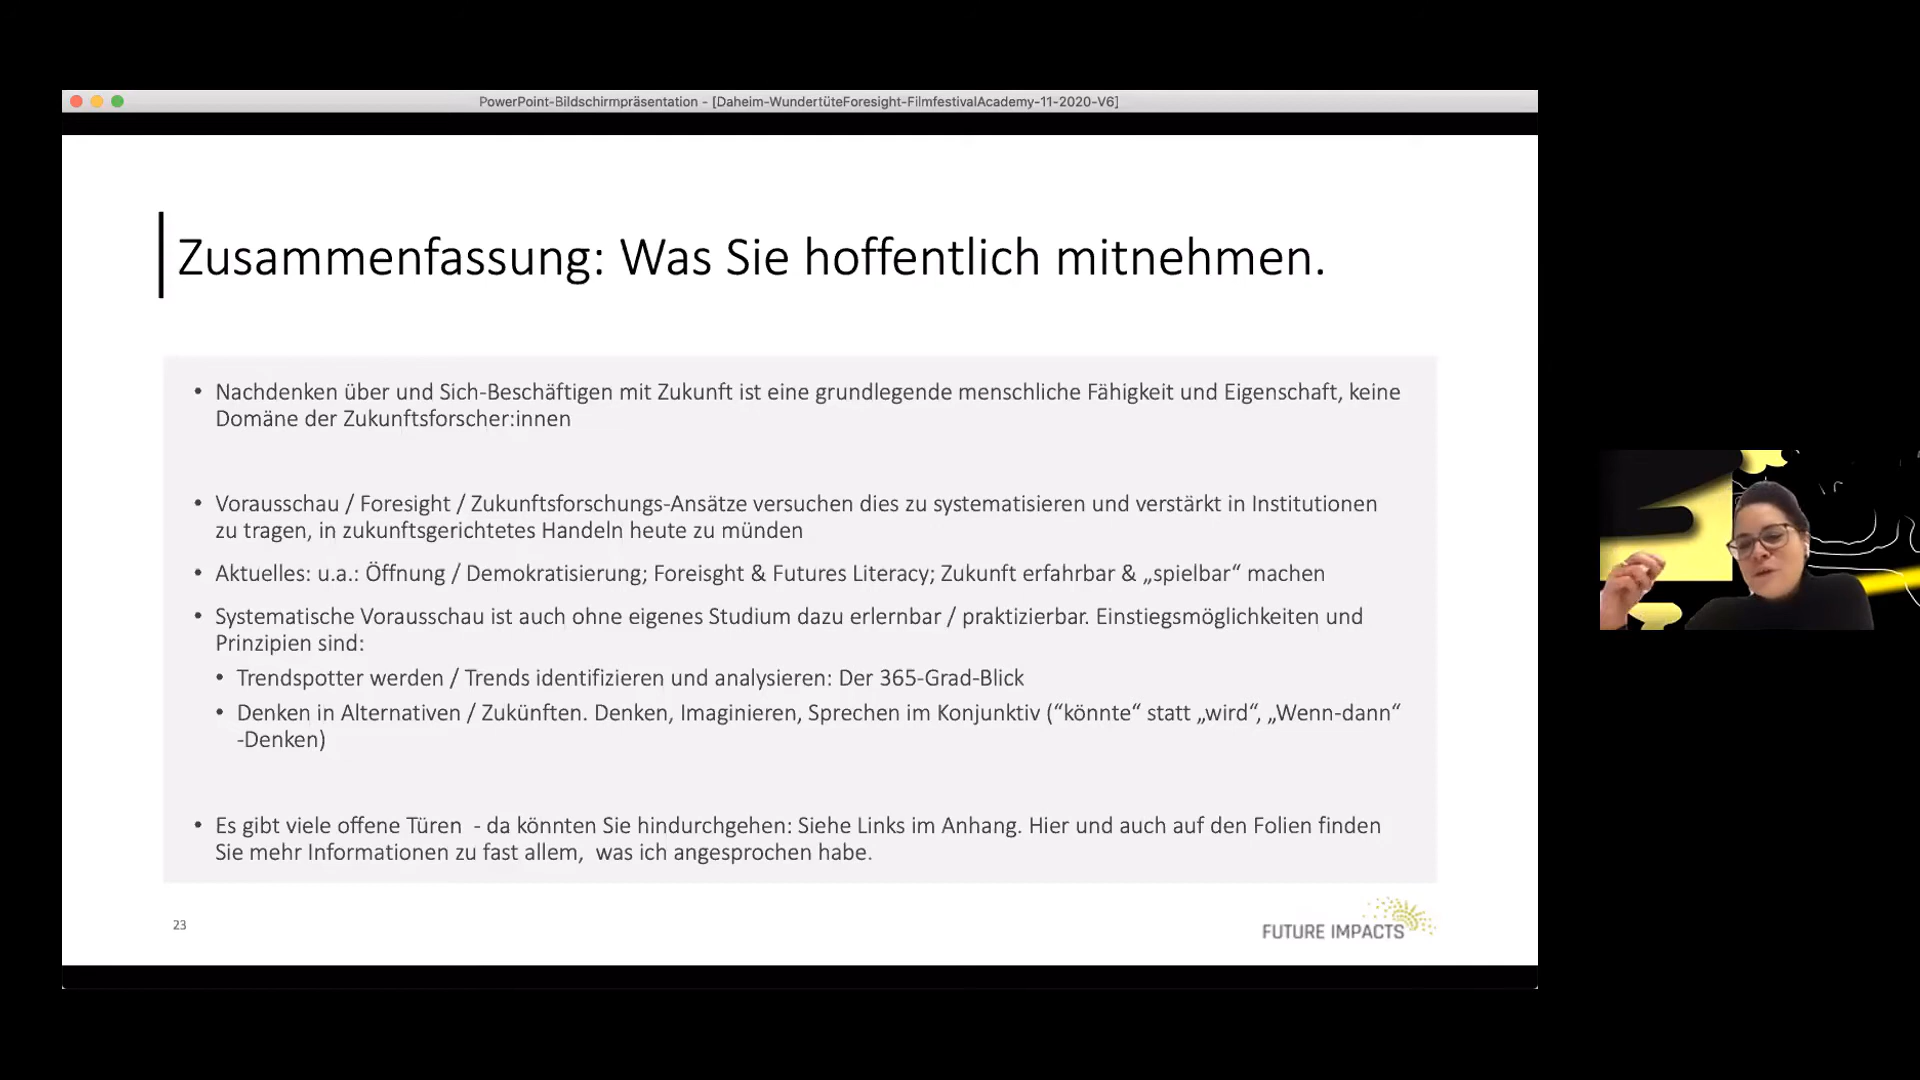 PowerPoint-Bildschirmpräsentation - [Daheim-WundertüteForesight-FilmfestivalAcademy-11-2020-V6]
Zusammenfassung: Was Sie hoffentlich mitnehmen.
• Nachdenken über und Sich-Beschäftigen mit Zukunft ist eine grundlegende menschliche Fähigkeit und Eigenschaft, keine
Domäne der Zukunftsforscher:innen
• Vorausschau / Foresight / Zukunftsforschungs-Ansätze versuchen dies zu systematisieren und verstärkt in Institutionen
zu tragen, in zukunftsgerichtetes Handeln heute zu münden
• Aktuelles: u.a.: Öffnung / Demokratisierung; Foreisght & Futures Literacy; Zukunft erfahrbar & „spielbar“ machen
• Systematische Vorausschau ist auch ohne eigenes Studium dazu erlernbar / praktizierbar. Einstiegsmöglichkeiten und
Prinzipien sind:
• Trendspotter werden / Trends identifizieren und analysieren: Der 365-Grad-Blick
• Denken in Alternativen / Zukünften. Denken, Imaginieren, Sprechen im Konjunktiv (“könnte“ statt „wird“, „Wenn-dann“
-Denken)
• Es gibt viele offene Türen - da könnten Sie hindurchgehen: Siehe Links im Anhang. Hier und auch auf den Folien finden
Sie mehr Informationen zu fast allem, was ich angesprochen habe.
23
FUTURE IMPACTS